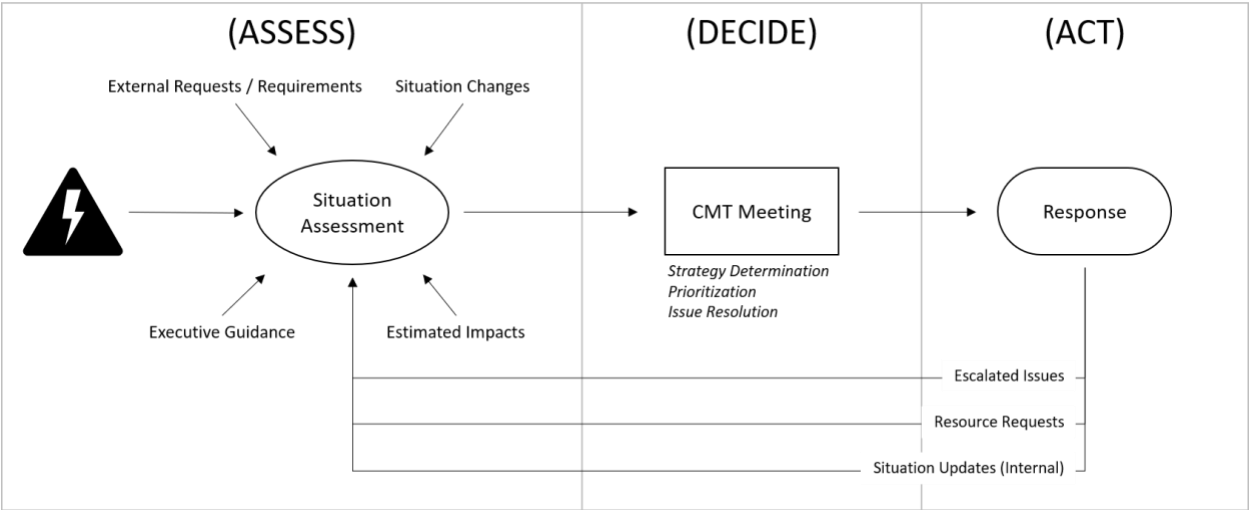 (ASSESS)
(DECIDE)
(ACT)
External Requests / Requirements
Situation Changes
Situation
Assessment
CMT Meeting
Response
Strategy Determination
Prioritization
Issue Resolution
Executive Guidance
Estimated Impacts
Escalated Issues
Resource Requests
Situation Updates (Internal)